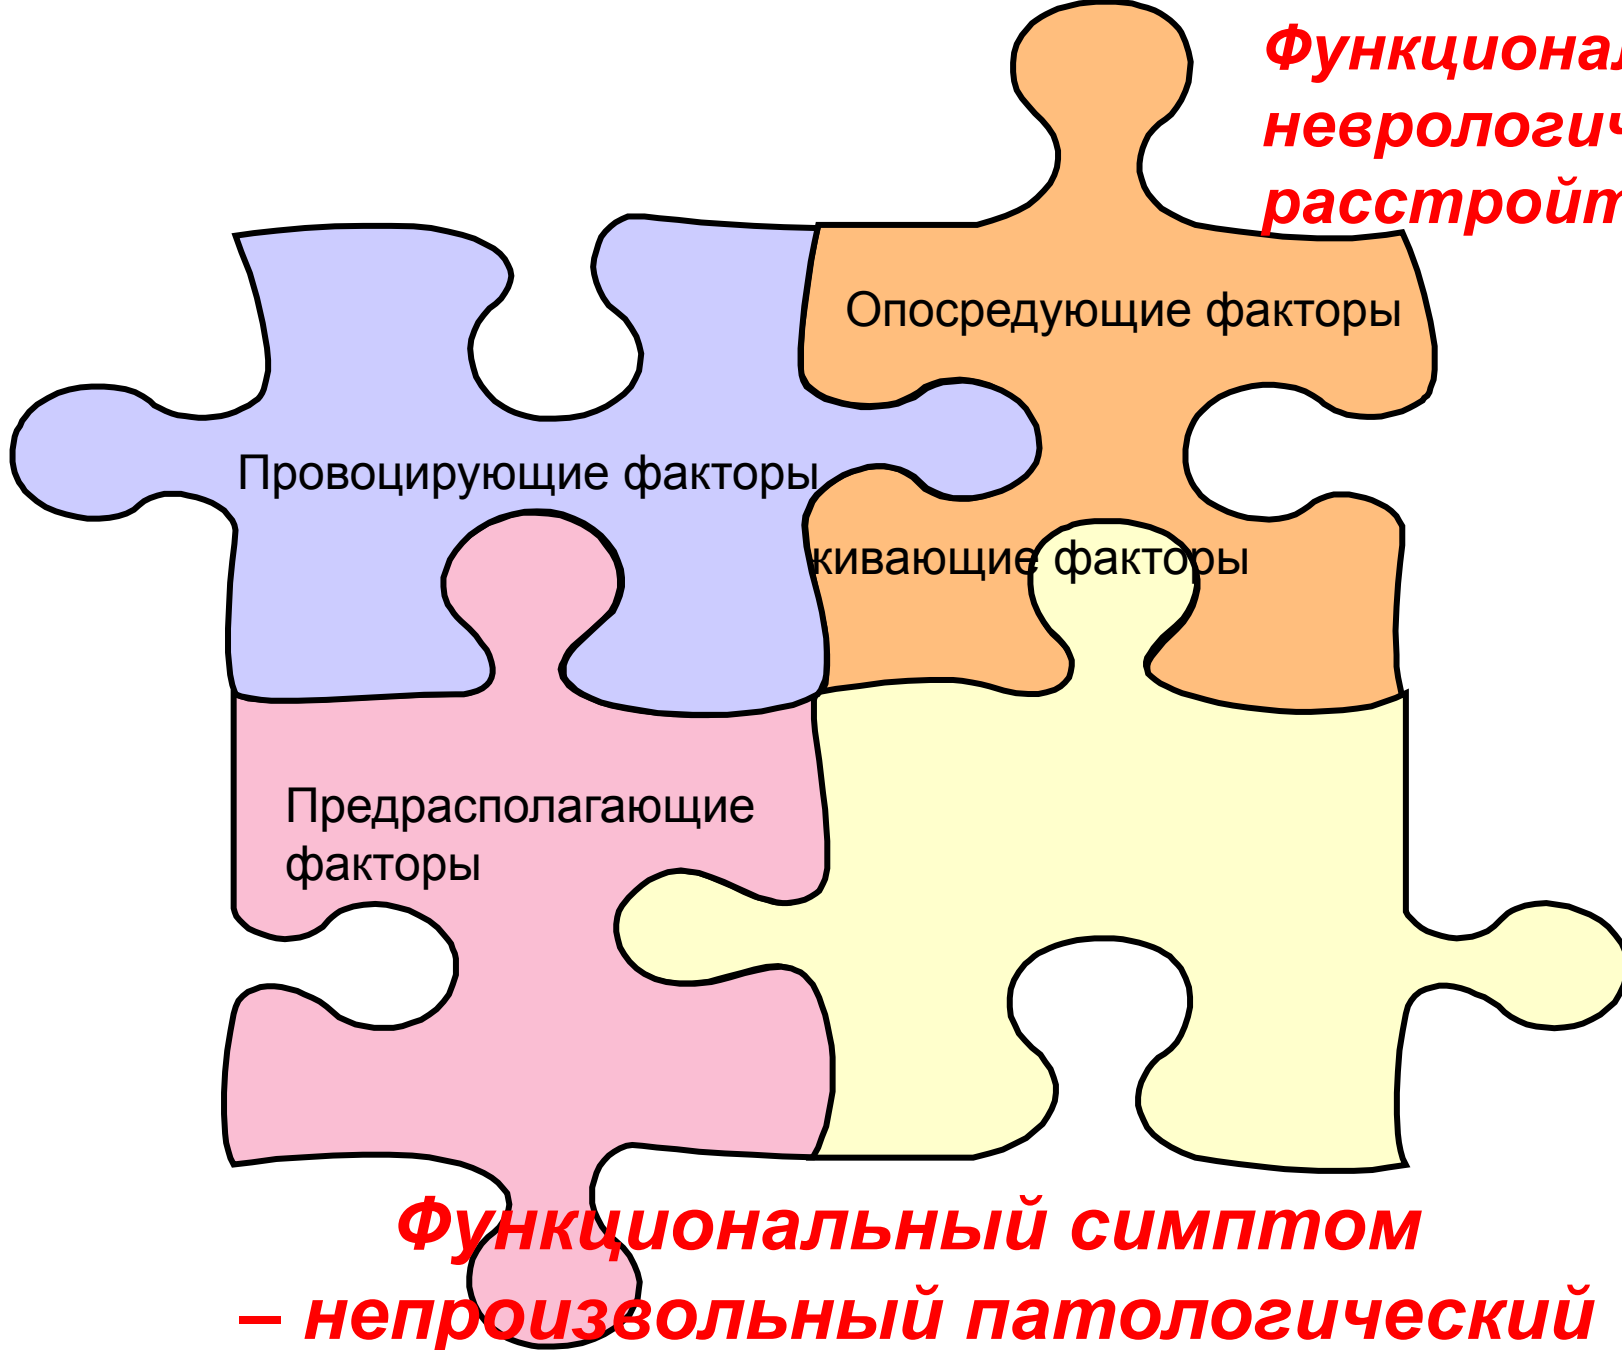 Функционал
неврологич
расстройт
Опосредующие факторы
Провоцирующие факторы
кивающие факторы
Предрасполагающие
факторы
Функциональный симптом
– непроизвольный патологический